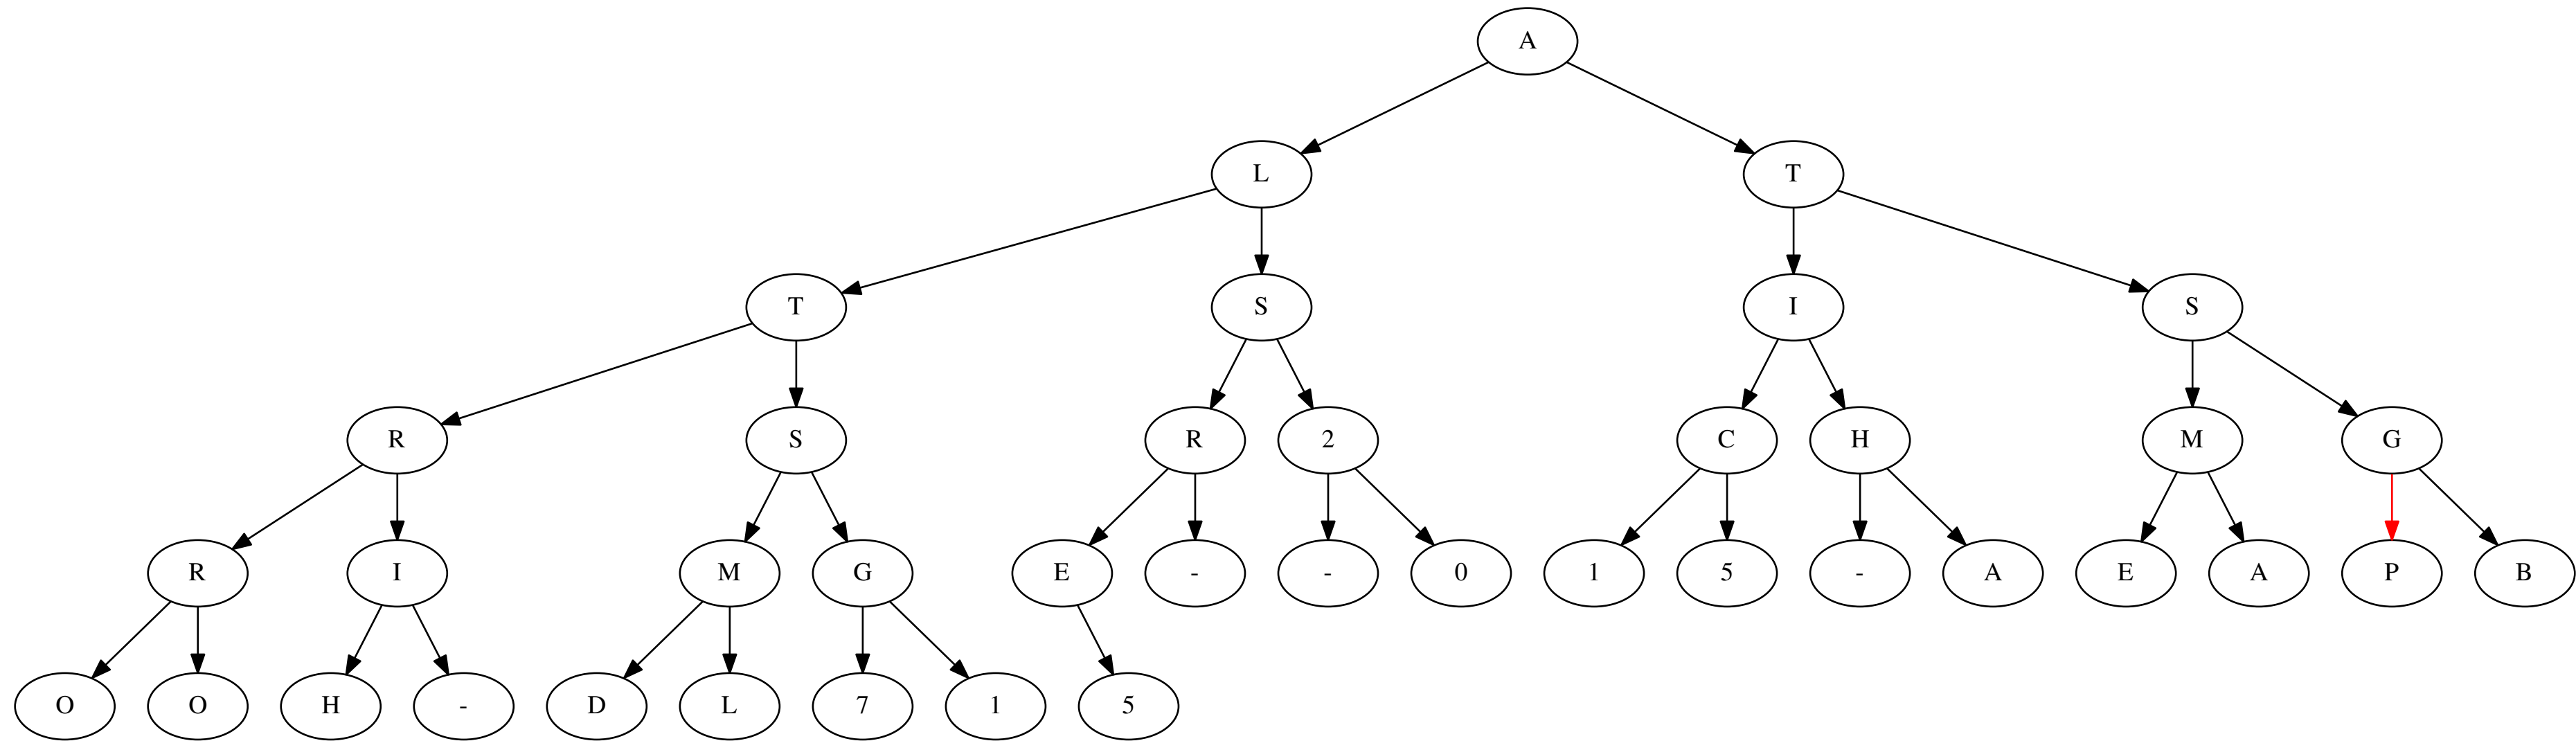 A
L T
T S I S
R S R 2 C H M G
R I M G E - - 0 1 5 - A E A P B
O O H - D L 7 1 5